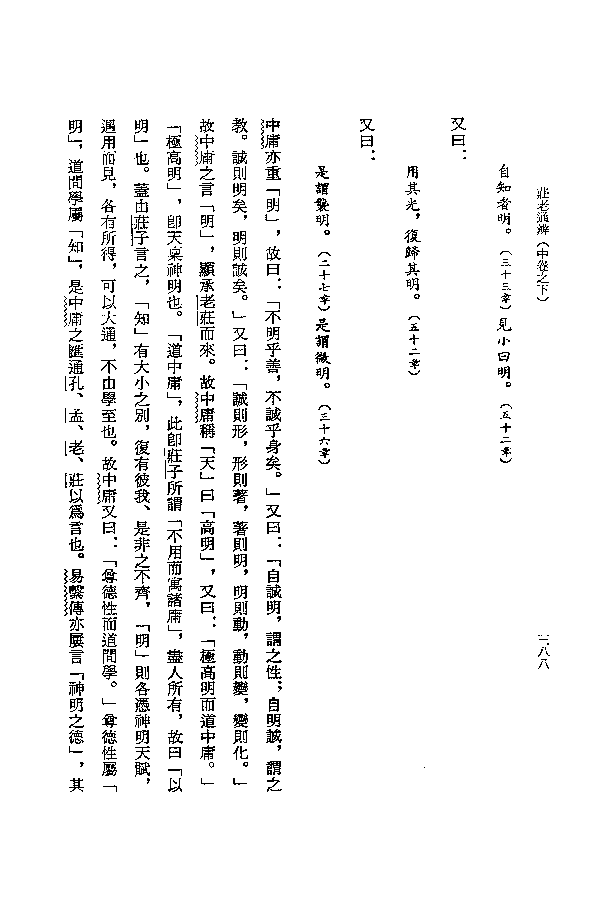 莊老通辨（中卷之下）
三八八
自知者明。（三十三章）見小曰明。（五十二章）
又曰：
用其光，復歸其明。（五十二章）
又曰：
是謂襲明。（二十七章）是謂微明。（三十六章）
中庸亦重「明」，故曰：「不明乎善，不誠乎身矣。」又曰：「自誠明，謂之性；自明誠，謂之
教。誠則明矣，明則誠矣。」又曰：「誠則形，形則著，著則明，明則動，動則變，變則化。」
故中庸之言「明」，顯承老莊而來。故中庸稱「天」曰「高明」，又曰：「極高明而道中庸。」
「極高明」，卽天稟神明也。「道中庸」，此卽莊子所謂「不用而寓諸庸」，盡人所有，故曰「以
明」也。蓋由莊子言之，「知」有大小之別，復有彼我、是非之不齊，「明」則各憑神明天賦，
遇用而見，各有所得，可以大通，不由學至也。故中庸又曰：「尊德性而道問學。」尊德性屬「
明」，道問學屬「知」，是中庸之匯通孔、孟、老、莊以爲言也。易繫傳亦屢言「神明之德」，其